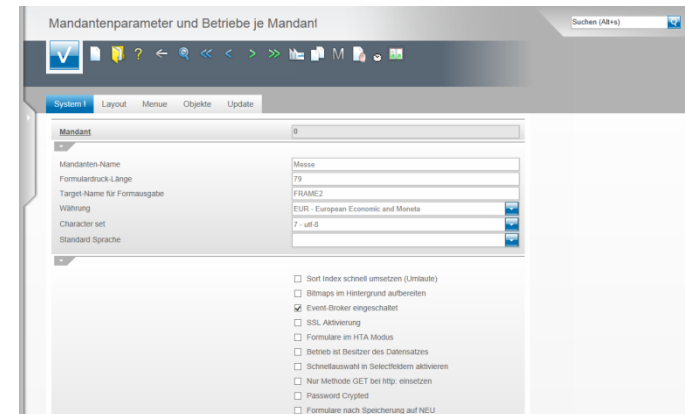 Mandantenparameter und Betriebe je Mandant
Suchen (Alt+s)
? M
System I Layout Menue Objekte Update
Mandant 0
Mandanten-Name Messe
Formulardruck-Länge 79
Target-Name für Formausgabe FRAME2
Währung EUR - European Economic and Moneta
Character set 7 - utf-8
Standard Sprache
Sort Index schnell umsetzen (Umlaute)
Bitmaps im Hintergrund aufbereiten
Event-Broker eingeschaltet
SSL Aktivierung
Formulare im HTA Modus
Betrieb ist Besitzer des Datensatzes
Schnellauswahl in Selectfeldern aktivieren
Nur Methode GET bei http: einsetzen
Password Crypted
Formulare nach Speicherung auf NEU